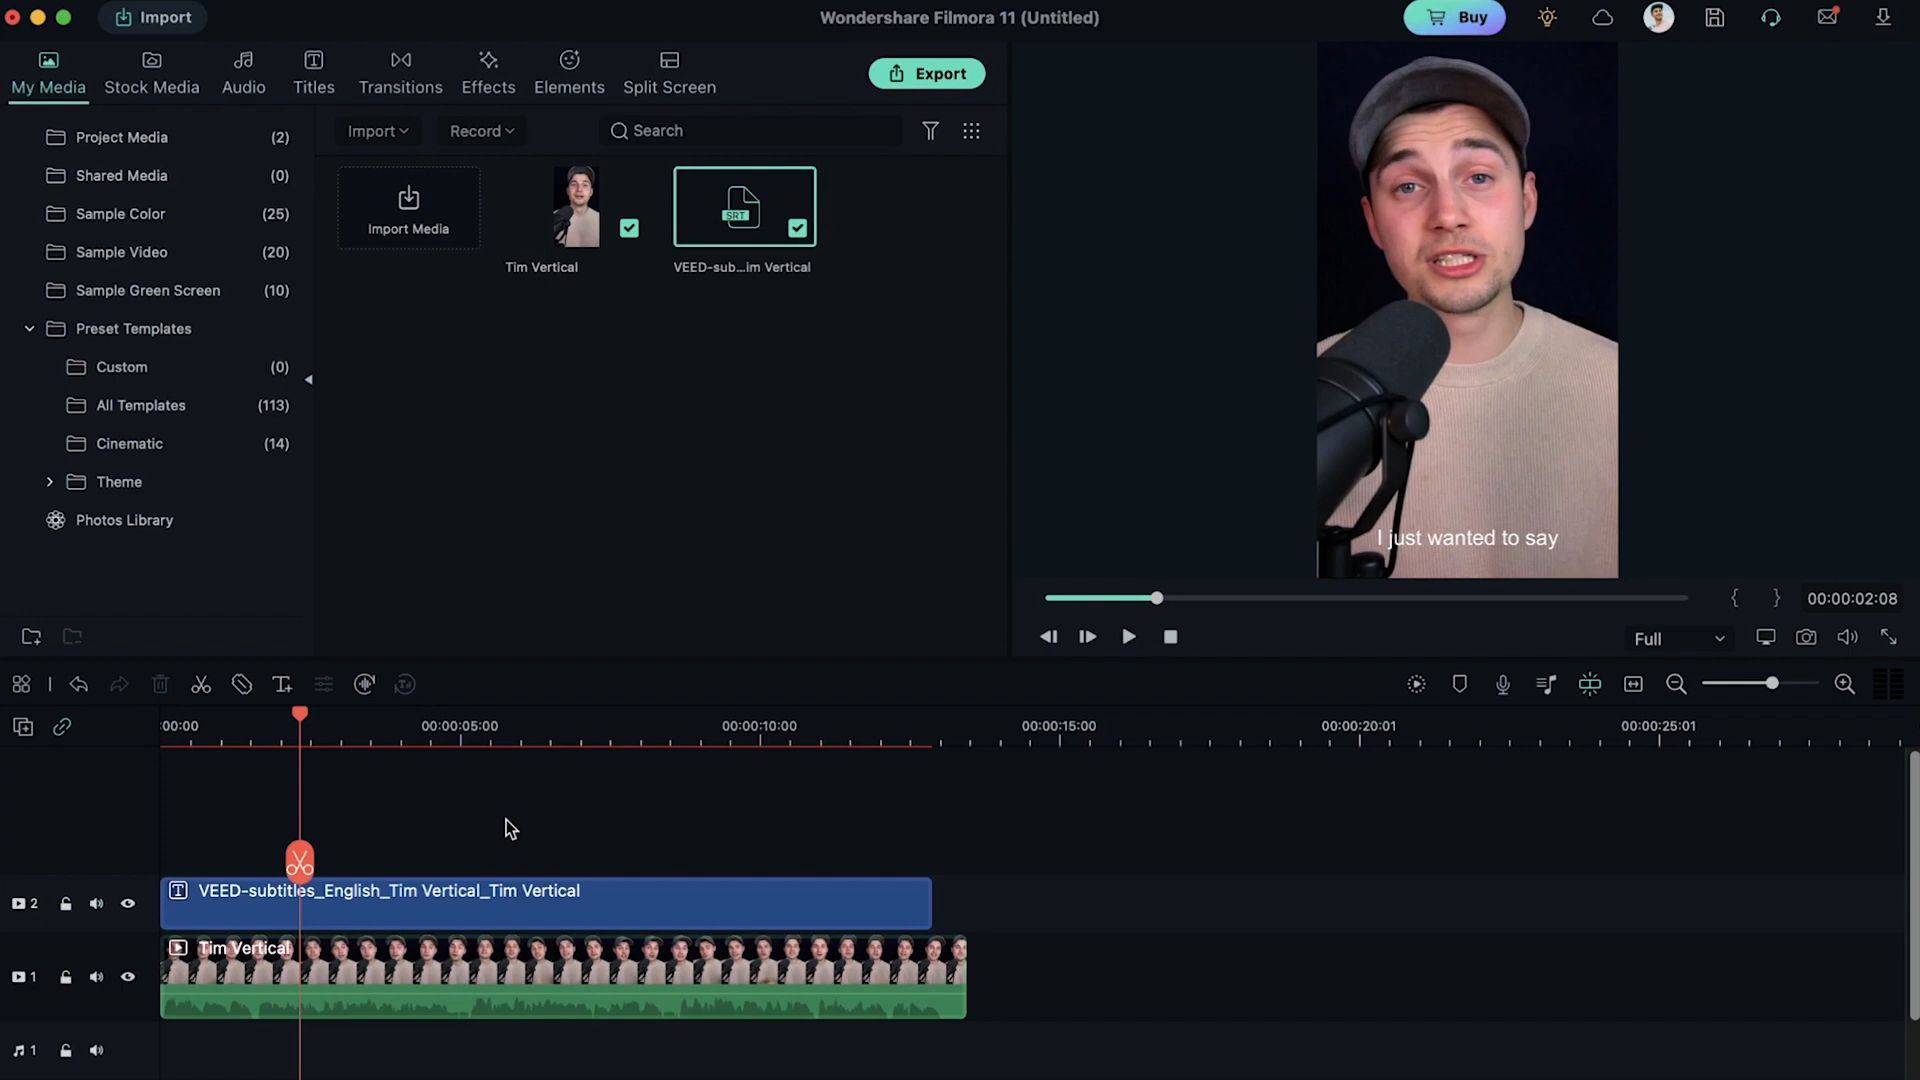 Import
Wondershare Filmora 11 (Untitled)
Buy
My Media
Stock Media
Audio
Titles
Transitions
Effects
Elements
Split Screen
Export
Project Media (2)
Shared Media (0)
Sample Color (25)
Sample Video (20)
Sample Green Screen (10)
Preset Templates
Custom (0)
All Templates (113)
Cinematic (14)
Theme
Photos Library
Import
Record
Search
Import Media
SRT
Tim Vertical
VEED-sub...im Vertical
I just wanted to say
{ } 00:00:02:08
Full
:00:00
00:00:05:00
00:00:10:00
00:00:15:00
00:00:20:01
00:00:25:01
2
T
VEED-subtitles_English_Tim Vertical_Tim Vertical
1
Tim Vertical
1